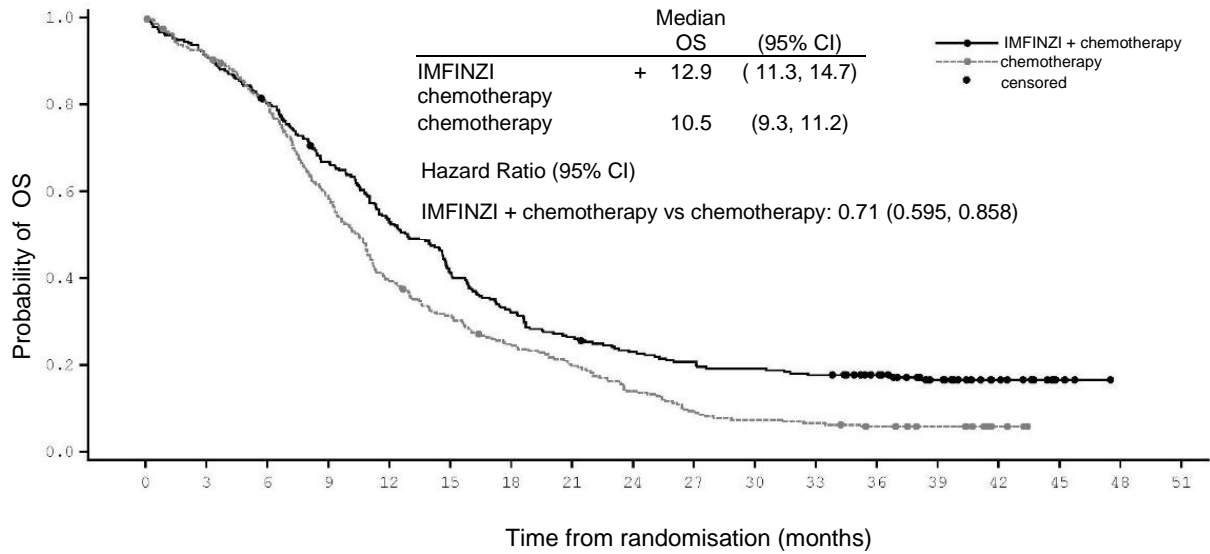 Median
OS (95% CI)
IMFINZI + 12.9 ( 11.3, 14.7)
chemotherapy
chemotherapy 10.5 (9.3, 11.2)
Hazard Ratio (95% CI)
IMFINZI + chemotherapy vs chemotherapy: 0.71 (0.595, 0.858)
IMFINZI + chemotherapy
chemotherapy
censored
Probability of OS
1.0
0.8
0.6
0.4
0.2
0.0
0 3 6 9 12 15 18 21 24 27 30 33 36 39 42 45 48 51
Time from randomisation (months)